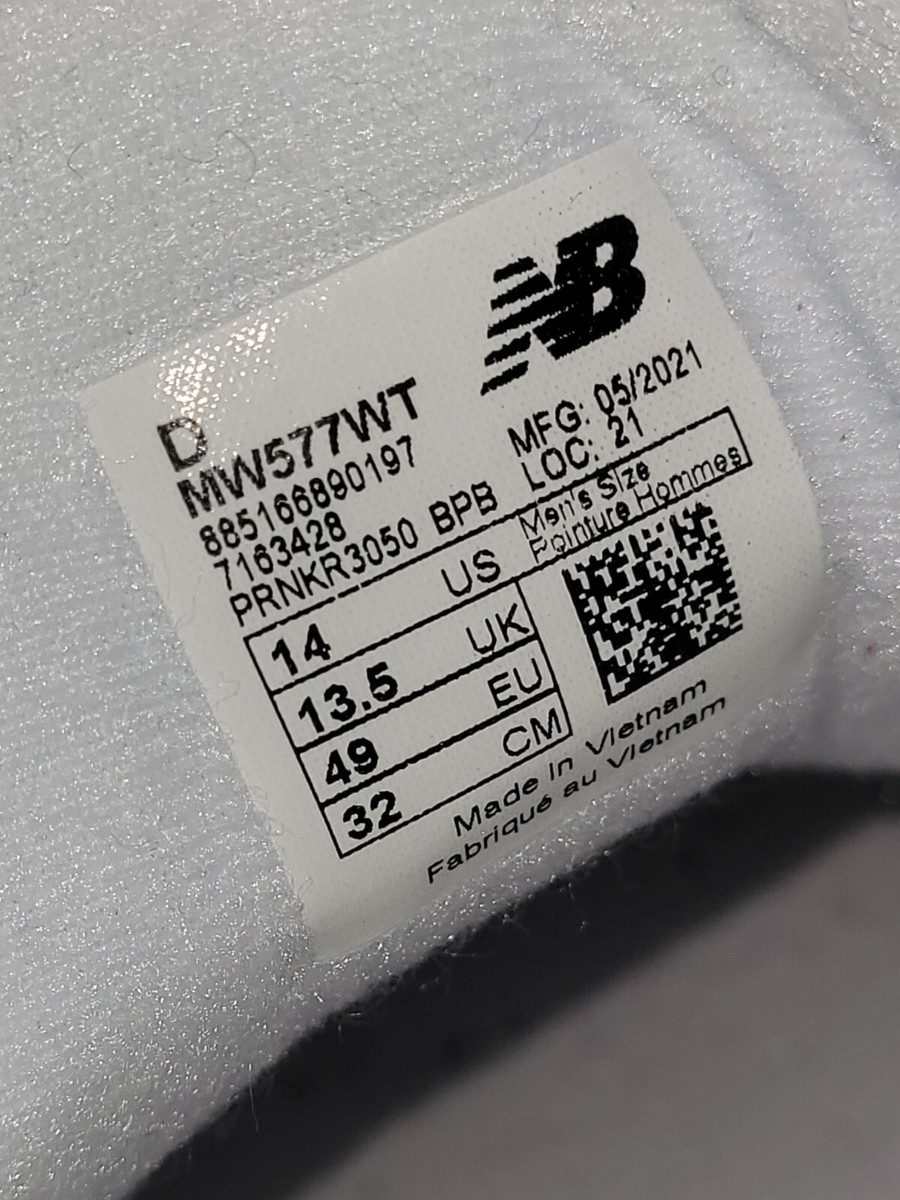 NB
D
MW577WT
885166890197
7163428
PRNKR3050 BPB
MFG: 05/2021
LOC: 21
Men's Size
Pointure Hommes
14 US
13.5 UK
49 EU
32 CM
Made in Vietnam
Fabriqué au Vietnam